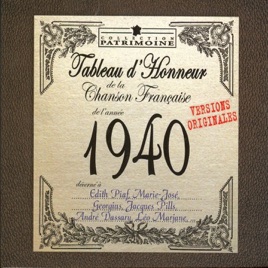 COLLECTION
PATRIMOINE
Tableau d'Honneur
de la
Chanson Française
de l'année
VERSIONS
ORIGINALES
1940
décerné à
Edith Piaf, Marie-José,
Georgius, Jacques Pills,
André Dassary, Léo Marjane,